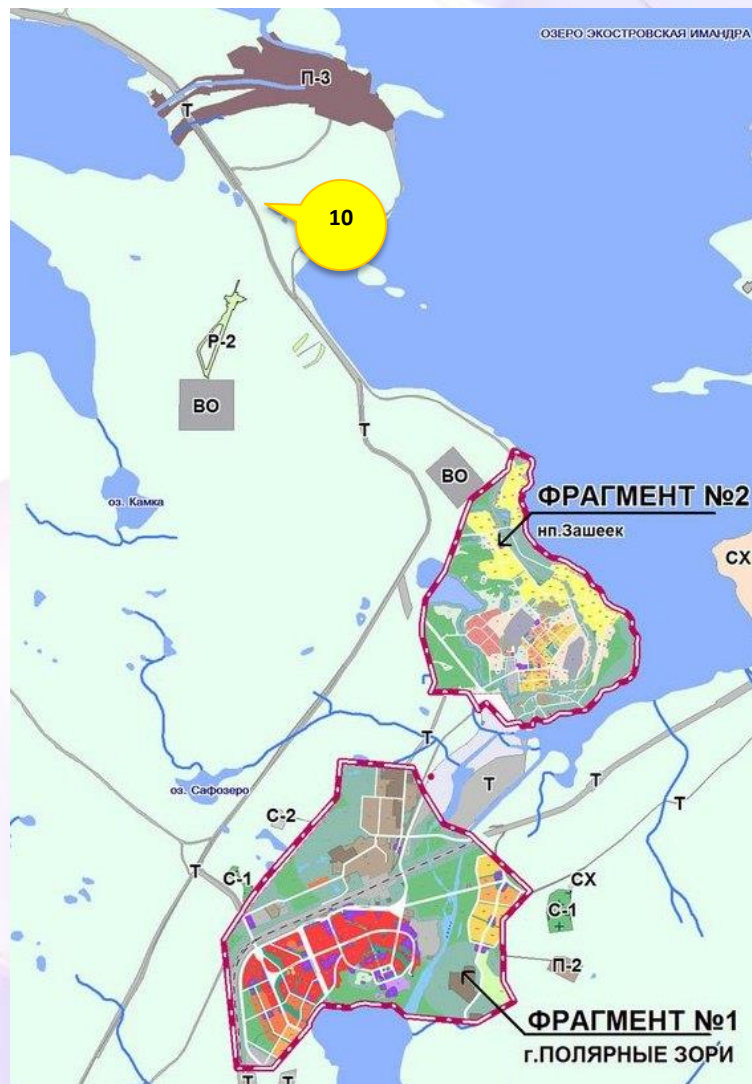 ОЗЕРО ЭКОСТРОВСКАЯ ИМАНДРА
П-3
Т
10
Р-2
ВО
Т
ВО
ФРАГМЕНТ №2
нп.Зашеек
оз. Камка
СХ
Т
Т
Т
оз. Сафозеро
С-2
Т
Т
С-1
СХ
С-1
П-2
ФРАГМЕНТ №1
г.ПОЛЯРНЫЕ ЗОРИ
Т
Т